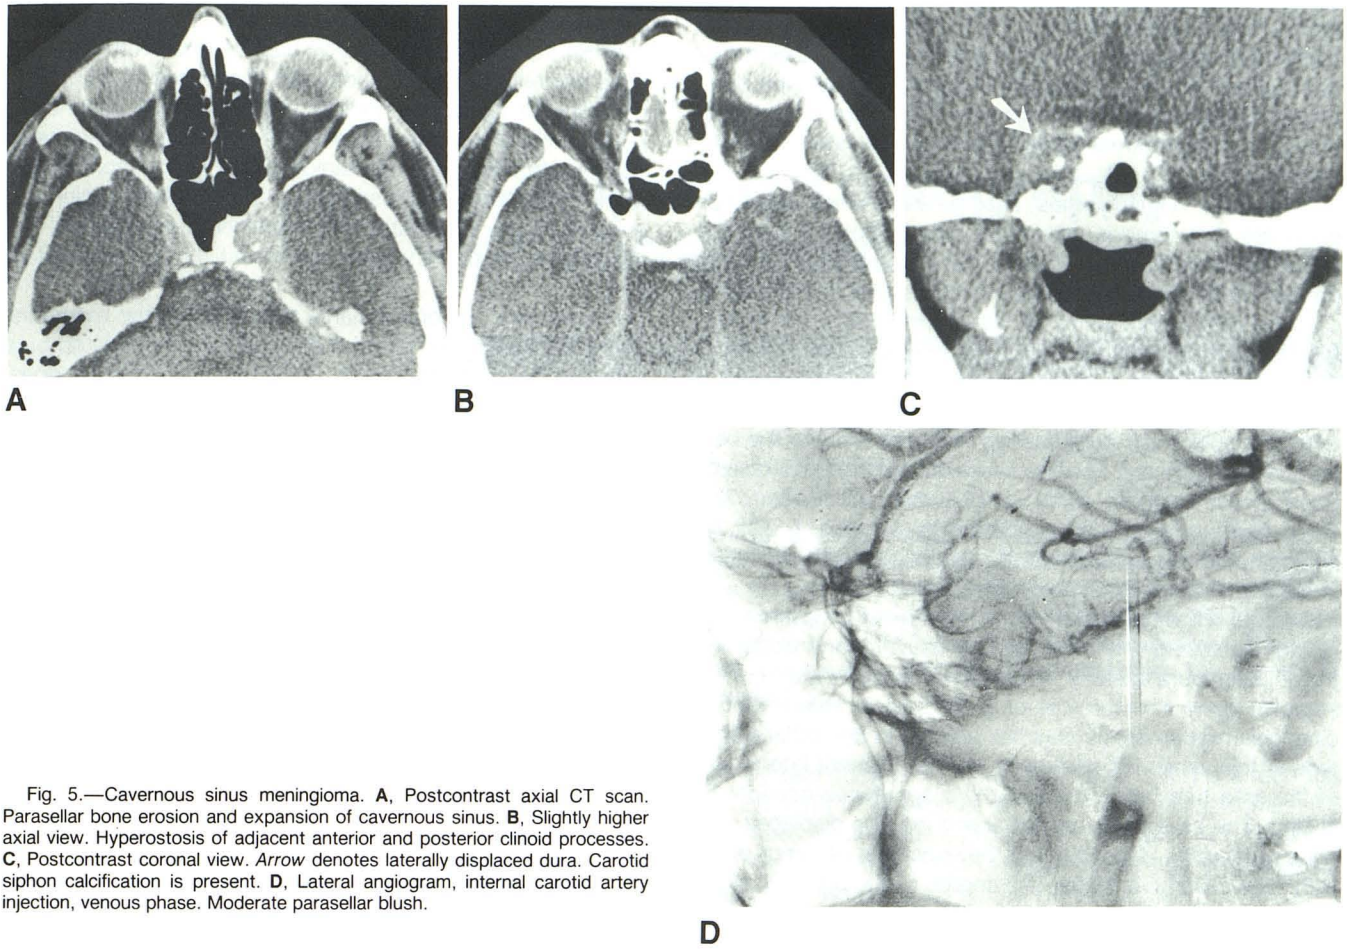 A
B
C
Fig. 5.—Cavernous sinus meningioma. A, Postcontrast axial CT scan.
Parasellar bone erosion and expansion of cavernous sinus. B, Slightly higher
axial view. Hyperostosis of adjacent anterior and posterior clinoid processes.
C, Postcontrast coronal view. Arrow denotes laterally displaced dura. Carotid
siphon calcification is present. D, Lateral angiogram, internal carotid artery
injection, venous phase. Moderate parasellar blush.
D